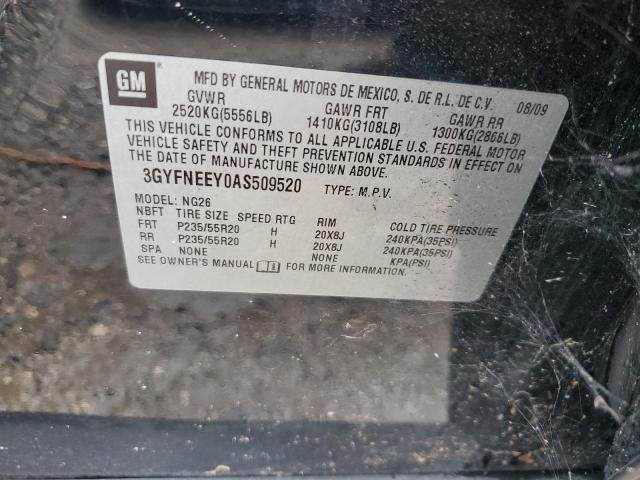 GM
MFD BY GENERAL MOTORS DE MEXICO, S. DE R.L. DE C.V. 08/09
GVWR GAWR FRT GAWR RR
2520KG(5556LB) 1410KG(3108LB) 1300KG(2866LB)
THIS VEHICLE CONFORMS TO ALL APPLICABLE U.S. FEDERAL MOTOR
VEHICLE SAFETY AND THEFT PREVENTION STANDARDS IN EFFECT ON
THE DATE OF MANUFACTURE SHOWN ABOVE.
3GYFNEEY0AS509520 TYPE: M.P.V.
MODEL: NG26
NBFT TIRE SIZE SPEED RTG RIM COLD TIRE PRESSURE
FRT P235/55R20 H 20X8J 240KPA(35PSI)
RR P235/55R20 H 20X8J 240KPA(35PSI)
SPA NONE NONE KPA(PSI)
SEE OWNER'S MANUAL FOR MORE INFORMATION.